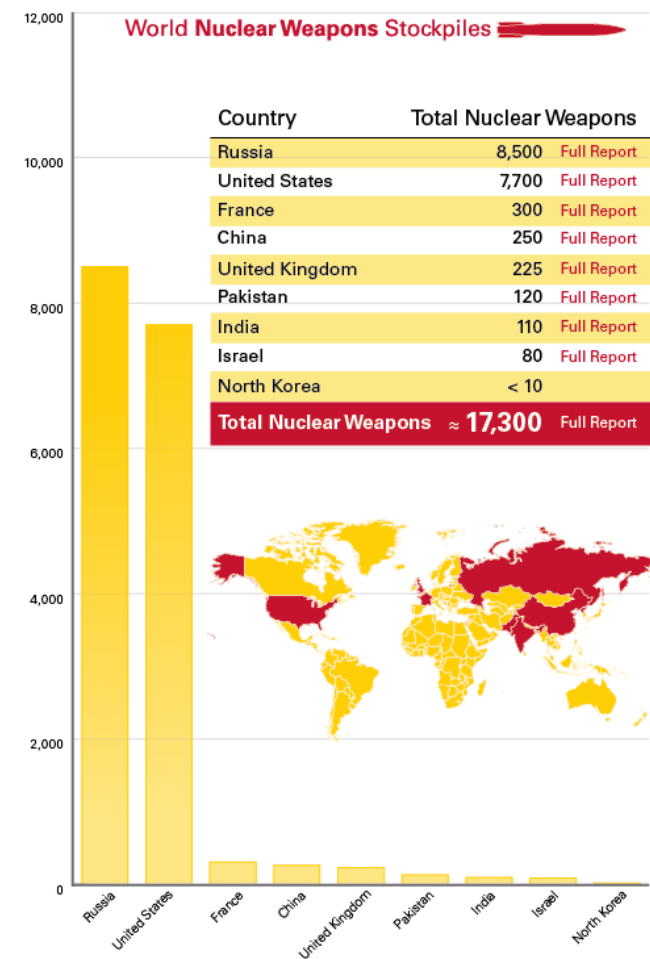 12,000
World Nuclear Weapons Stockpiles
Country Total Nuclear Weapons
10,000
Russia 8,500 Full Report
United States 7,700 Full Report
France 300 Full Report
China 250 Full Report
United Kingdom 225 Full Report
8,000
Pakistan 120 Full Report
India 110 Full Report
Israel 80 Full Report
North Korea < 10
Total Nuclear Weapons ≈ 17,300 Full Report
6,000
4,000
2,000
0
Russia
United States
France
China
United Kingdom
Pakistan
India
Israel
North Korea